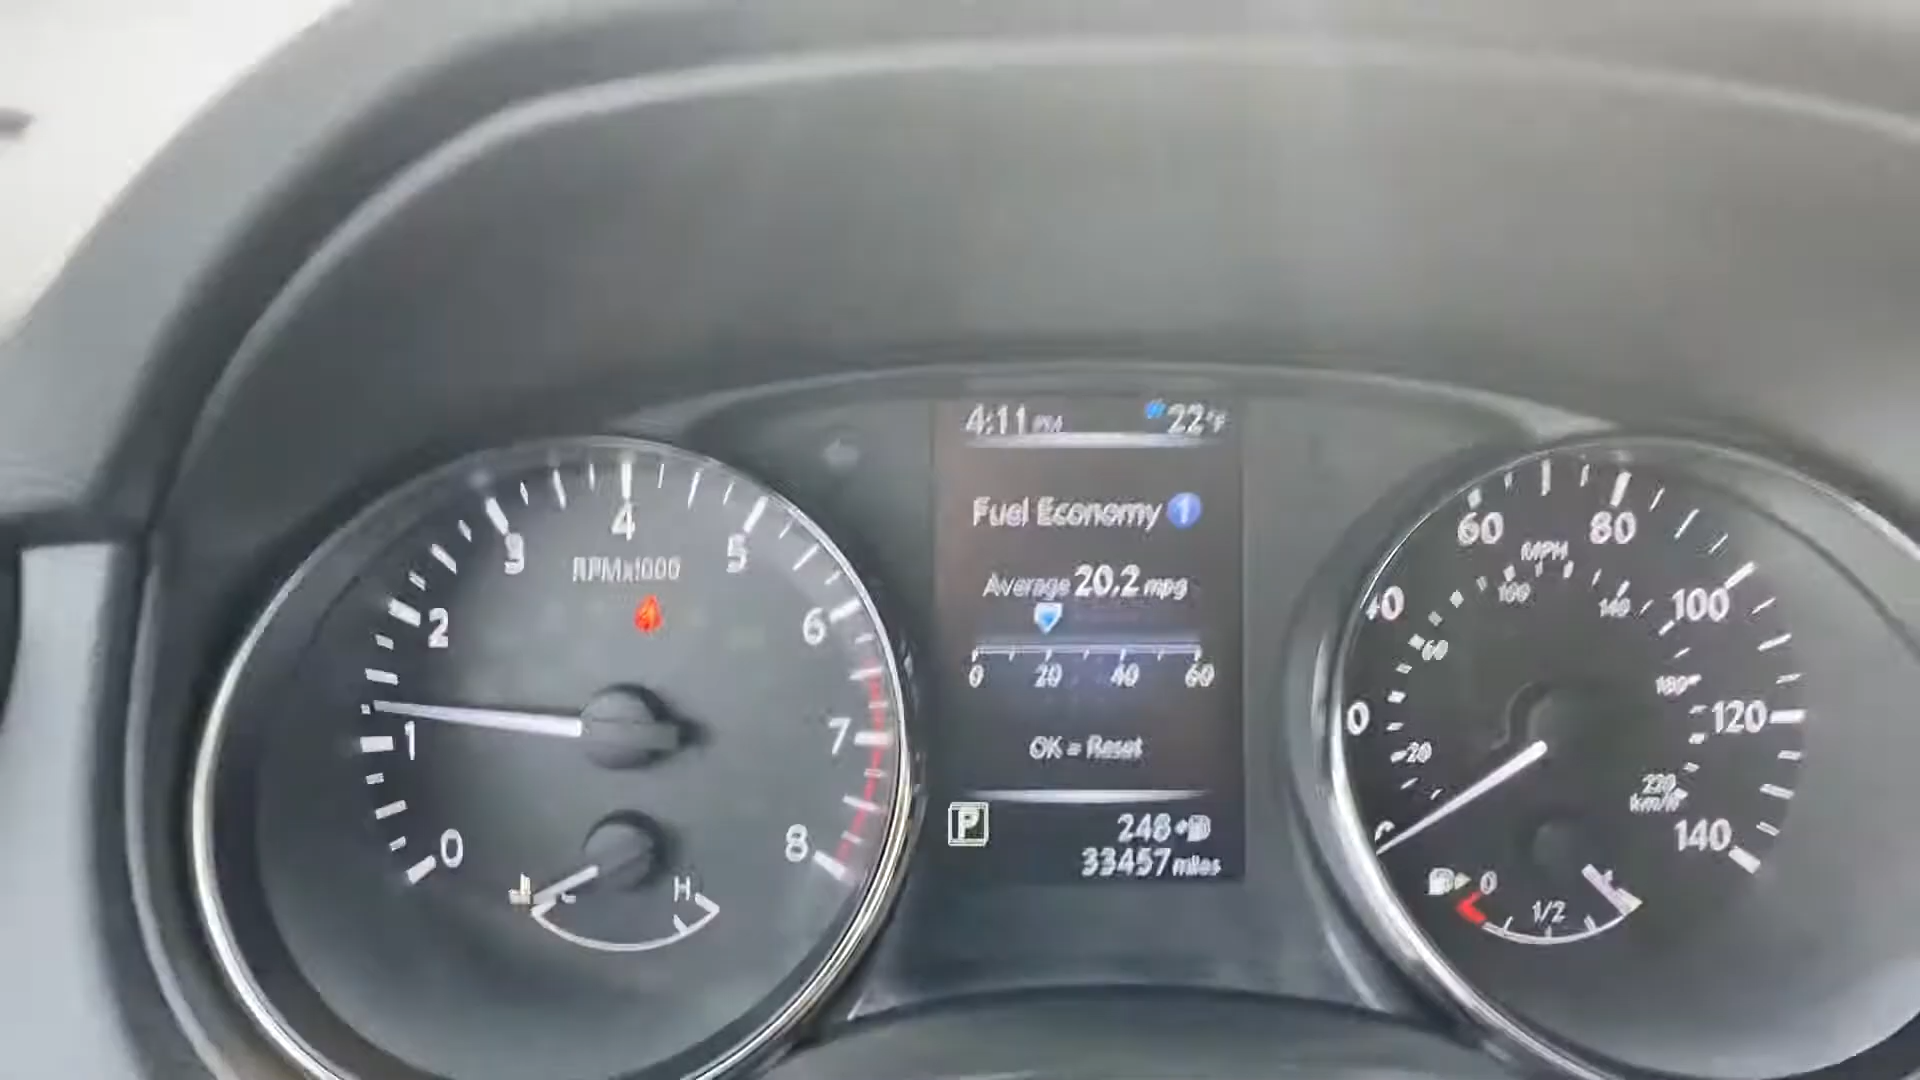 4:11 PM 22°F
Fuel Economy 1
Average 20.2 mpg
0 20 40 60
OK = Reset
P
248
33457 miles
0 1 2 3 4 5 6 7 8
RPMx1000
C H
40 60 80 100 120 140
MPH
20 60 100 140 180 220
km/h
0 1/2